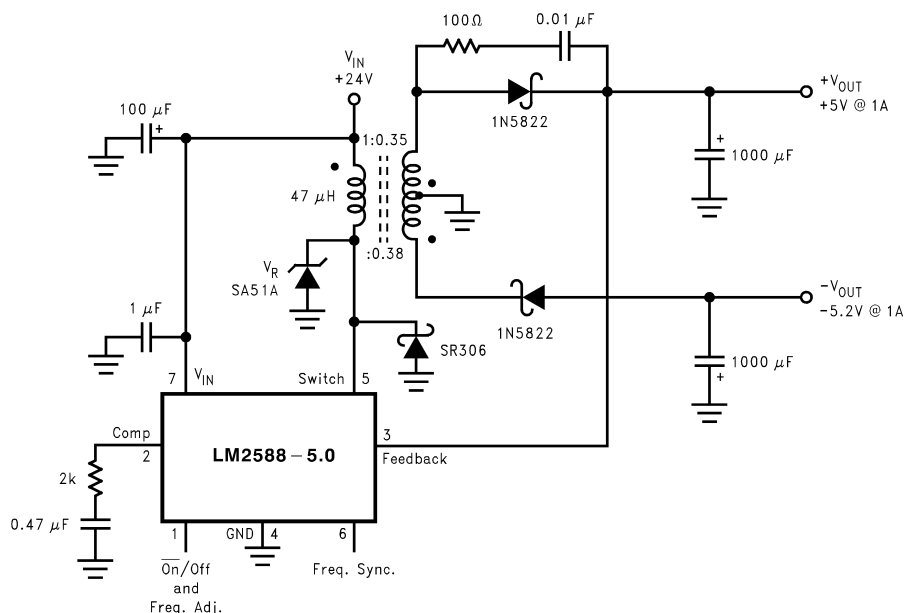 100Ω
0.01 μF
V_IN
+24V
100 μF
+
1:0.35
1N5822
+V_OUT
+5V @ 1A
+
1000 μF
47 μH
:0.38
V_R
SA51A
1 μF
SR306
1N5822
−V_OUT
−5.2V @ 1A
1000 μF
+
7
V_IN
Switch
5
Comp
2
LM2588−5.0
3
Feedback
2k
0.47 μF
1
GND
4
6
On/Off
and
Freq. Adj.
Freq. Sync.